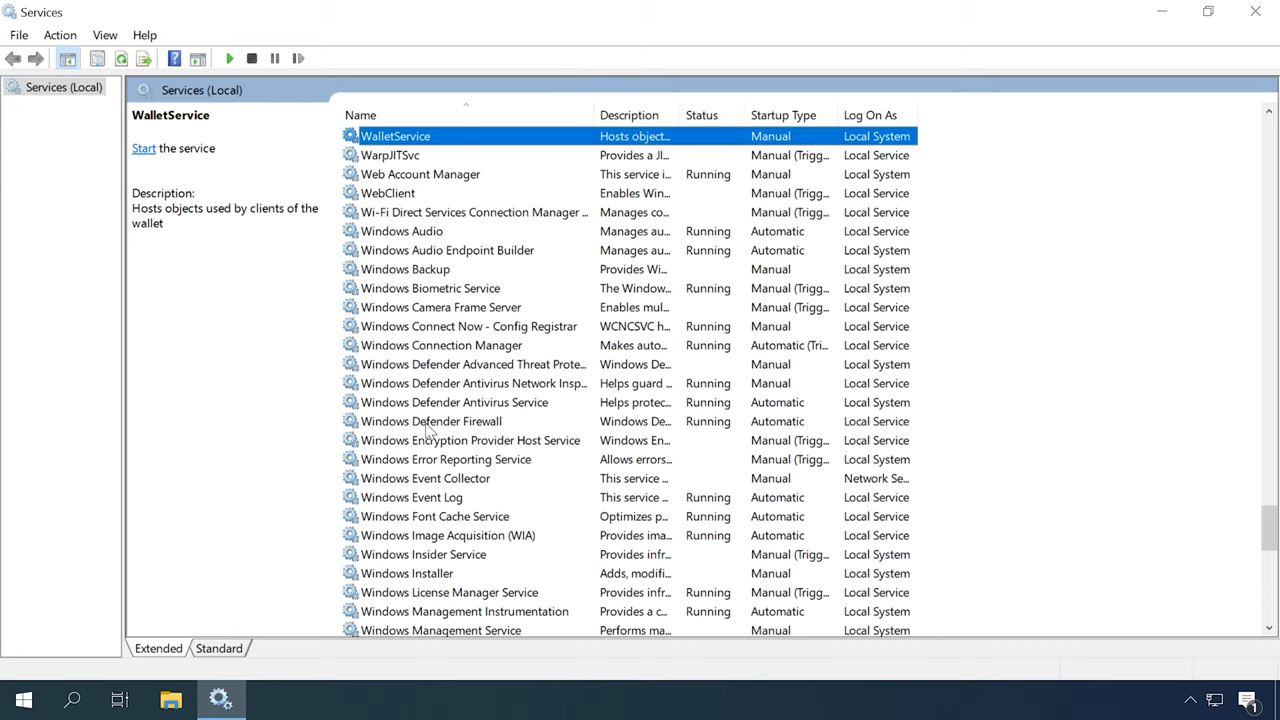 Services
File Action View Help
Services (Local)
Services (Local)
WalletService
Start the service
Description:
Hosts objects used by clients of the
wallet
Name Description Status Startup Type Log On As
WalletService Hosts object... Manual Local System
WarpJITSvc Provides a JI... Manual (Trigg... Local Service
Web Account Manager This service i... Running Manual Local System
WebClient Enables Win... Manual (Trigg... Local Service
Wi-Fi Direct Services Connection Manager ... Manages co... Manual (Trigg... Local Service
Windows Audio Manages au... Running Automatic Local Service
Windows Audio Endpoint Builder Manages au... Running Automatic Local System
Windows Backup Provides Wi... Manual Local System
Windows Biometric Service The Window... Running Manual (Trigg... Local System
Windows Camera Frame Server Enables mul... Manual (Trigg... Local Service
Windows Connect Now - Config Registrar WCNCSVC h... Running Manual Local Service
Windows Connection Manager Makes auto... Running Automatic (Tri... Local Service
Windows Defender Advanced Threat Prote... Windows De... Manual Local System
Windows Defender Antivirus Network Insp... Helps guard ... Running Manual Local Service
Windows Defender Antivirus Service Helps protec... Running Automatic Local System
Windows Defender Firewall Windows De... Running Automatic Local Service
Windows Encryption Provider Host Service Windows En... Manual (Trigg... Local Service
Windows Error Reporting Service Allows errors... Manual (Trigg... Local System
Windows Event Collector This service ... Manual Network Se...
Windows Event Log This service ... Running Automatic Local Service
Windows Font Cache Service Optimizes p... Running Automatic Local Service
Windows Image Acquisition (WIA) Provides ima... Running Automatic Local Service
Windows Insider Service Provides infr... Manual (Trigg... Local System
Windows Installer Adds, modifi... Manual Local System
Windows License Manager Service Provides infr... Running Manual (Trigg... Local Service
Windows Management Instrumentation Provides a c... Running Automatic Local System
Windows Management Service Performs ma... Manual Local System
Extended Standard
1